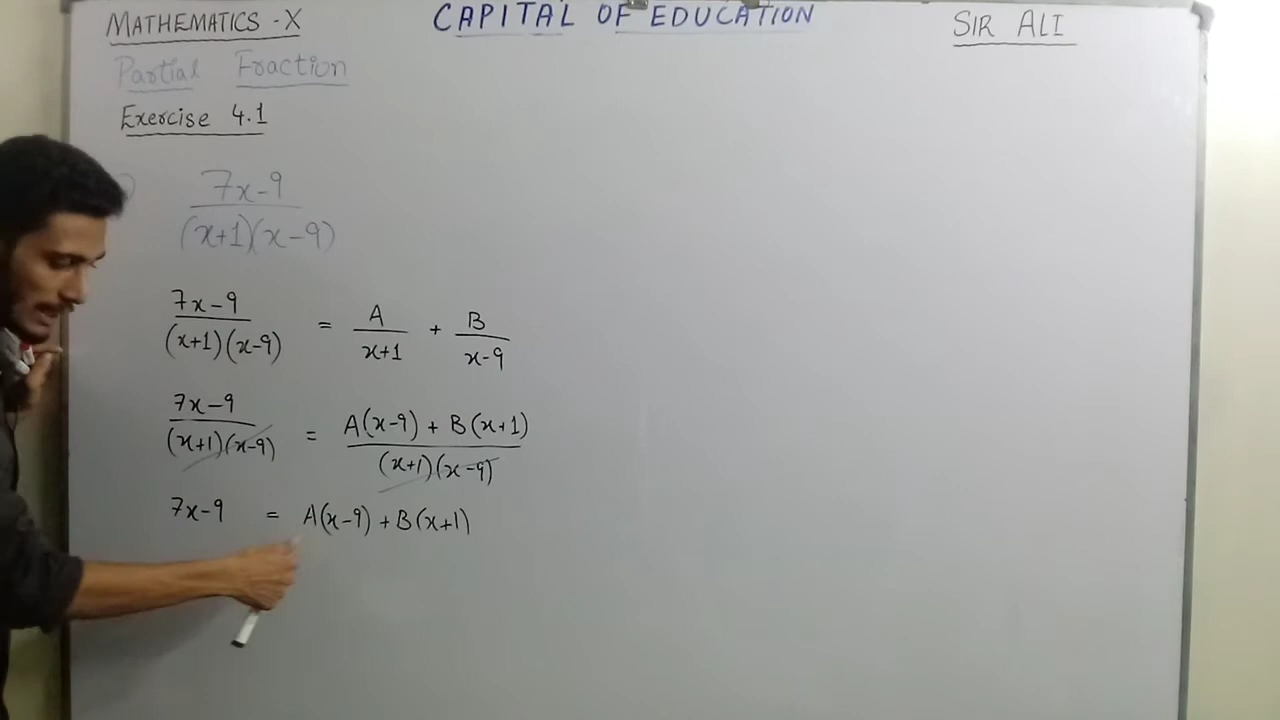 MATHEMATICS-X CAPITAL OF EDUCATION SIR ALI
Partial Fraction
Exercise 4.1
7x-9
(x+1)(x-9)
7x-9 / (x+1)(x-9) = A / x+1 + B / x-9
7x-9 / (x+1)(x-9) = A(x-9) + B(x+1) / (x+1)(x-9)
7x-9 = A(x-9) + B(x+1)